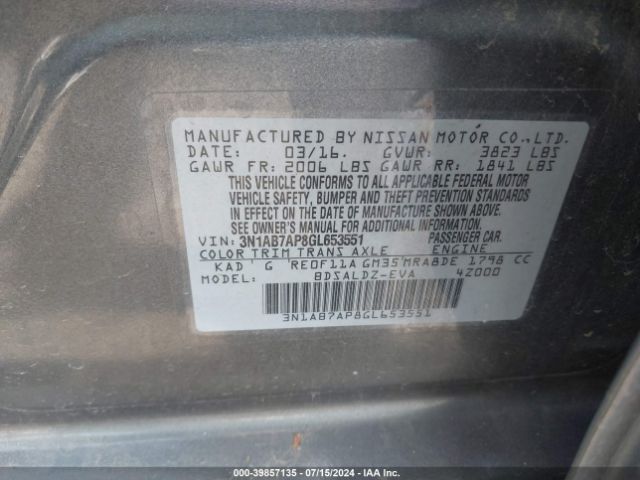 MANUFACTURED BY NISSAN MOTOR CO.,LTD.
DATE: 03/16. GVWR: 3823 LBS
GAWR FR: 2006 LBS GAWR RR: 1841 LBS
THIS VEHICLE CONFORMS TO ALL APPLICABLE FEDERAL MOTOR
VEHICLE SAFETY, BUMPER AND THEFT PREVENTION STANDARDS
IN EFFECT ON THE DATE OF MANUFACTURE SHOWN ABOVE.
SEE OWNER'S MANUAL FOR ADDITIONAL INFORMATION.
VIN: 3N1AB7AP8GL653551 PASSENGER CAR.
COLOR TRIM TRANS AXLE ENGINE
KAD G RE0F11A GM35 MRA8DE 1798 CC
MODEL: BDSALDZ-EVA 4Z000
3N1AB7AP8GL653551
000-39857135 - 07/15/2024 - IAA Inc.